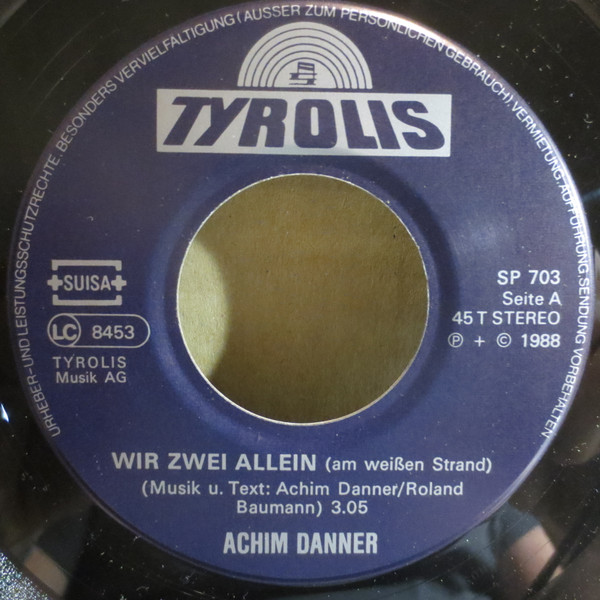 URHEBER-UND LEISTUNGSSCHUTZRECHTE, BESONDERS VERVIELFÄLTIGUNG (AUSSER ZUM PERSÖNLICHEN GEBRAUCH), VERMIETUNG, AUFFÜHRUNG, SENDUNG VORBEHALTEN
TYROLIS
+SUISA+
LC 8453
TYROLIS
Musik AG
SP 703
Seite A
45 T STEREO
Ⓟ + © 1988
WIR ZWEI ALLEIN (am weißen Strand)
(Musik u. Text: Achim Danner/Roland
Baumann) 3.05
ACHIM DANNER